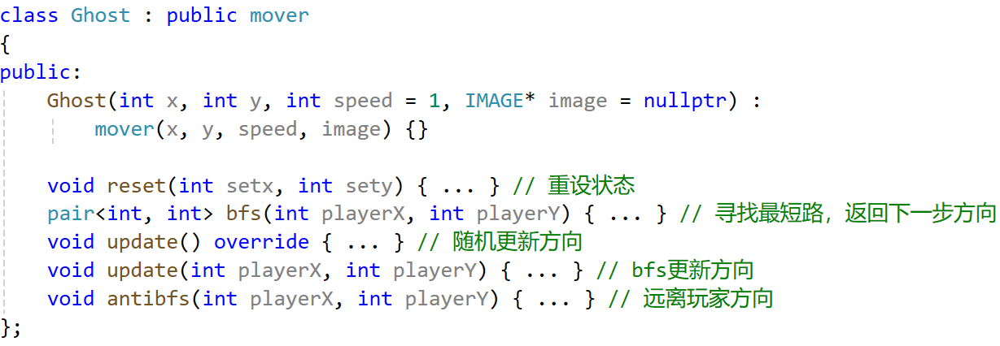 class Ghost : public mover
{
public:
    Ghost(int x, int y, int speed = 1, IMAGE* image = nullptr) :
        mover(x, y, speed, image) {}
    void reset(int setx, int sety) { ... } // 重设状态
    pair<int, int> bfs(int playerX, int playerY) { ... } // 寻找最短路，返回下一步方向
    void update() override { ... } // 随机更新方向
    void update(int playerX, int playerY) { ... } // bfs更新方向
    void antibfs(int playerX, int playerY) { ... } // 远离玩家方向
};